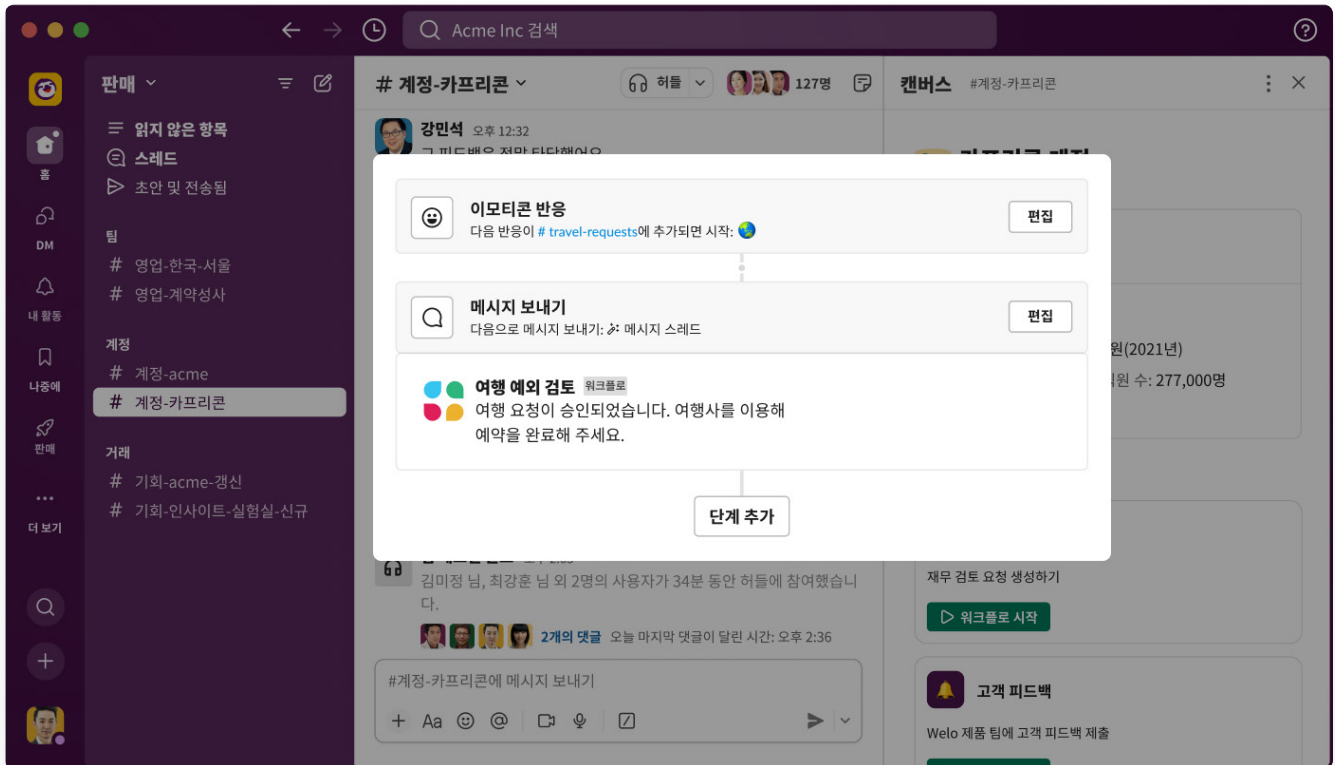 Acme Inc 검색
판매
홈
DM
내 활동
나중에
판매
더 보기
읽지 않은 항목
스레드
초안 및 전송됨
팀
# 영업-한국-서울
# 영업-계약성사
계정
# 계정-acme
# 계정-카프리콘
거래
# 기회-acme-갱신
# 기회-인사이트-실험실-신규
# 계정-카프리콘
허들
127명
강민석 오후 12:32
그 피드백은 정말 타당했어요
이모티콘 반응
다음 반응이 # travel-requests에 추가되면 시작:
편집
메시지 보내기
다음으로 메시지 보내기: 메시지 스레드
편집
여행 예외 검토 워크플로
여행 요청이 승인되었습니다. 여행사를 이용해
예약을 완료해 주세요.
단계 추가
김미정 님, 최강훈 님 외 2명의 사용자가 34분 동안 허들에 참여했습니
다.
2개의 댓글 오늘 마지막 댓글이 달린 시간: 오후 2:36
#계정-카프리콘에 메시지 보내기
Aa
캔버스 #계정-카프리콘
원(2021년)
수: 277,000명
재무 검토 요청 생성하기
워크플로 시작
고객 피드백
Welo 제품 팀에 고객 피드백 제출